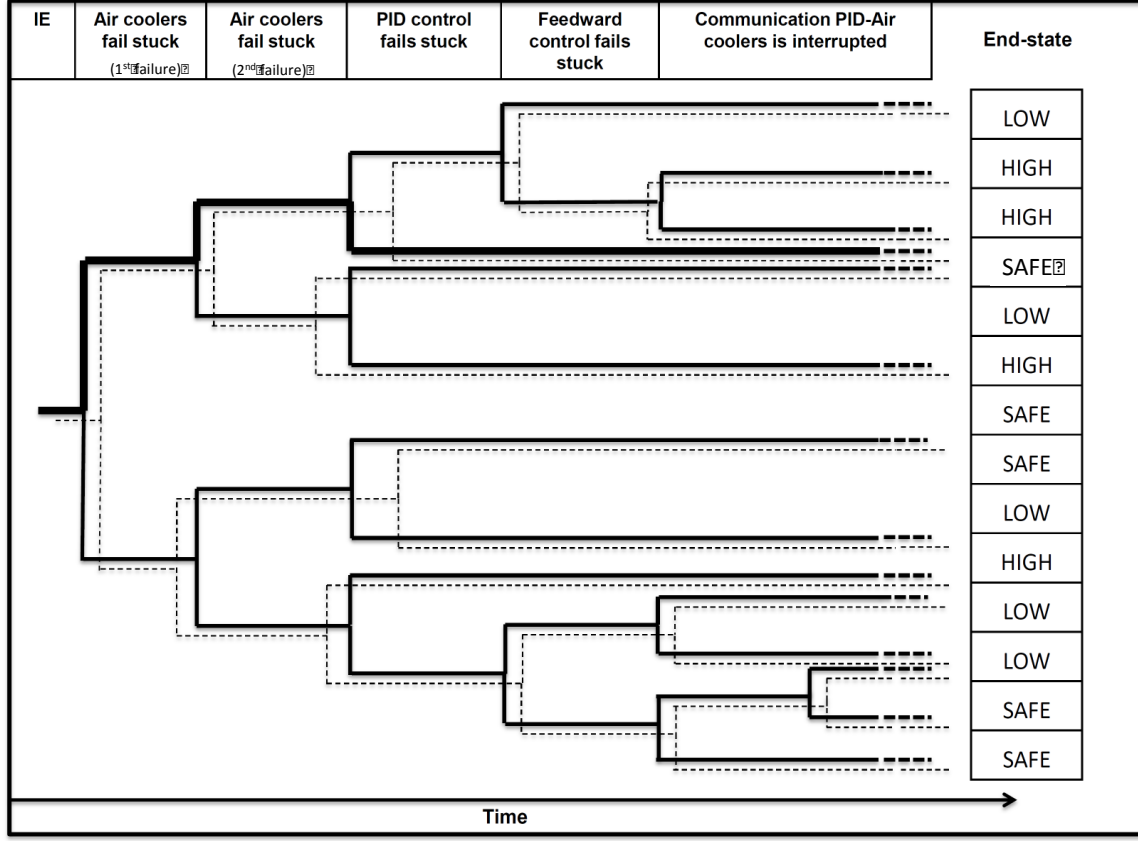 IE
Air coolers
fail stuck
(1st failure)
Air coolers
fail stuck
(2nd failure)
PID control
fails stuck
Feedward
control fails
stuck
Communication PID-Air
coolers is interrupted
End-state
LOW
HIGH
HIGH
SAFE
LOW
HIGH
SAFE
SAFE
LOW
HIGH
LOW
LOW
SAFE
SAFE
Time